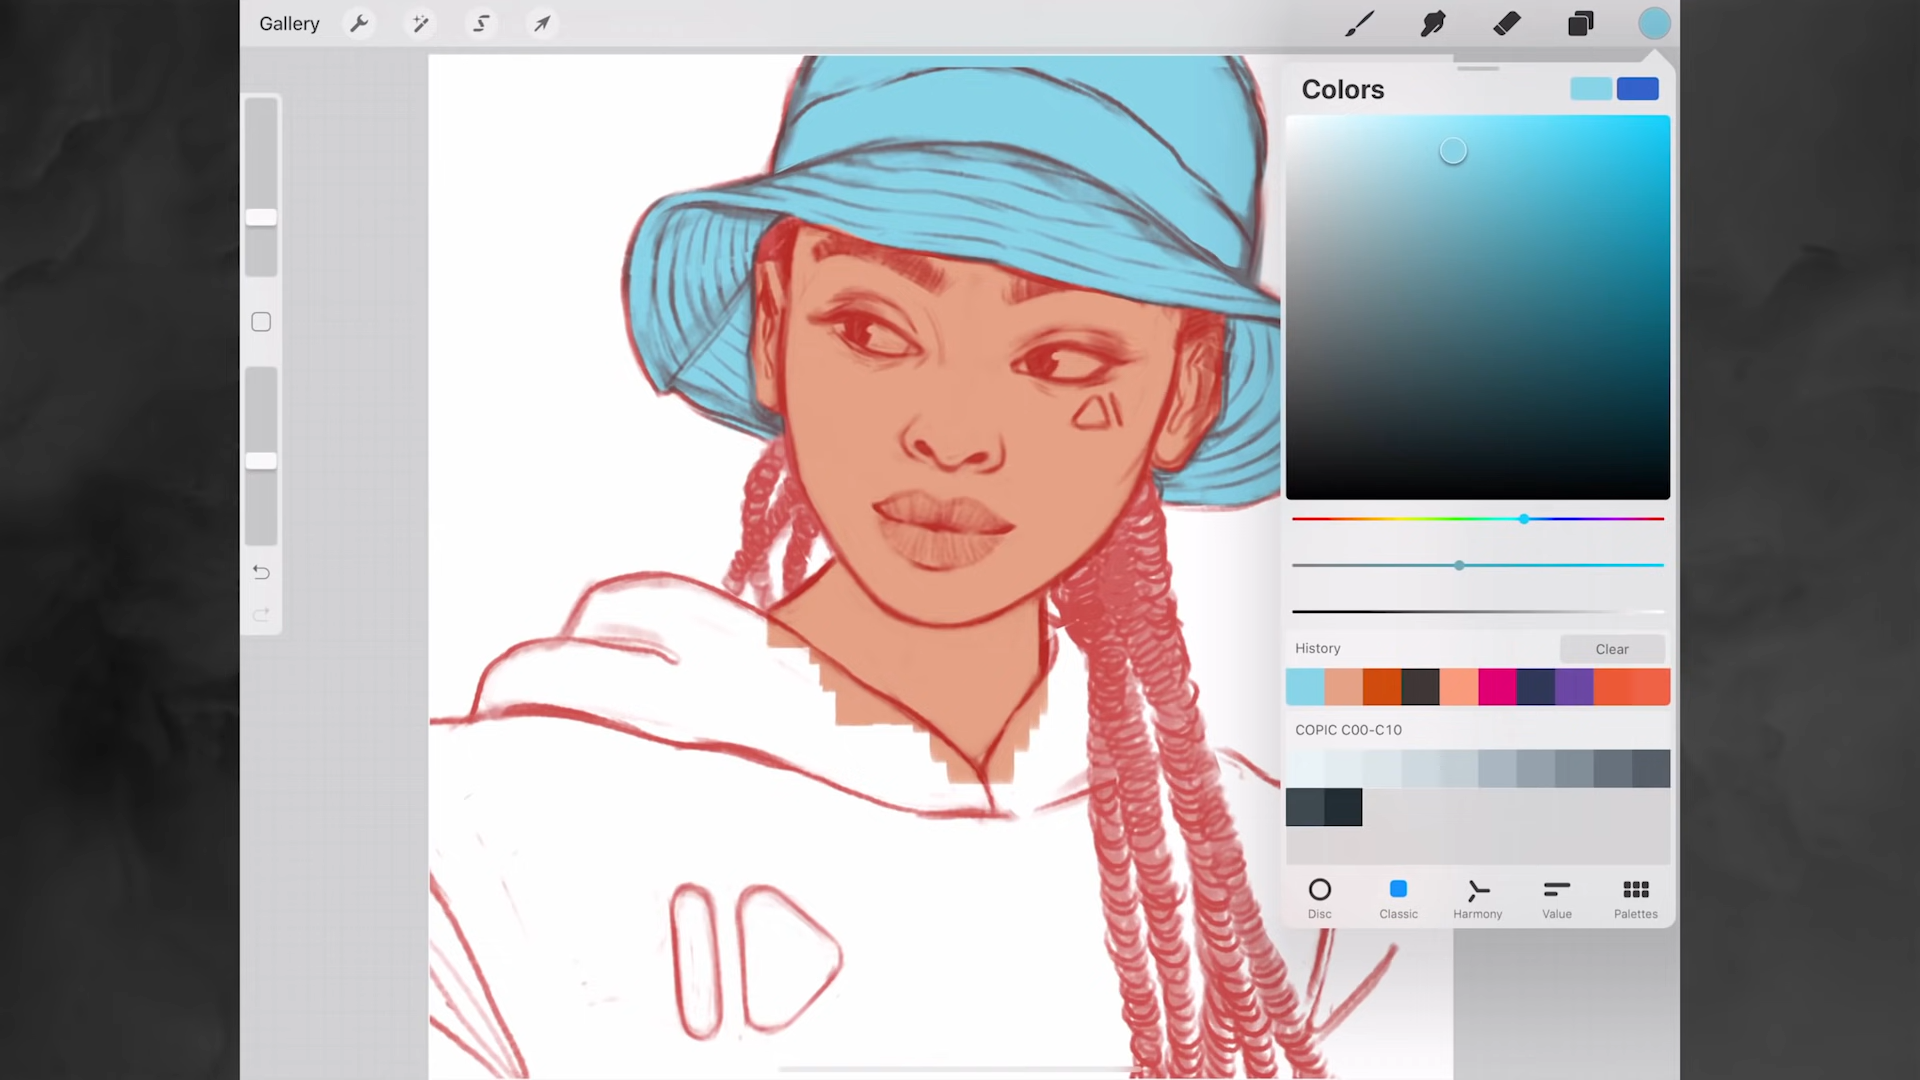 Gallery
Colors
History
Clear
COPIC C00-C10
Disc
Classic
Harmony
Value
Palettes